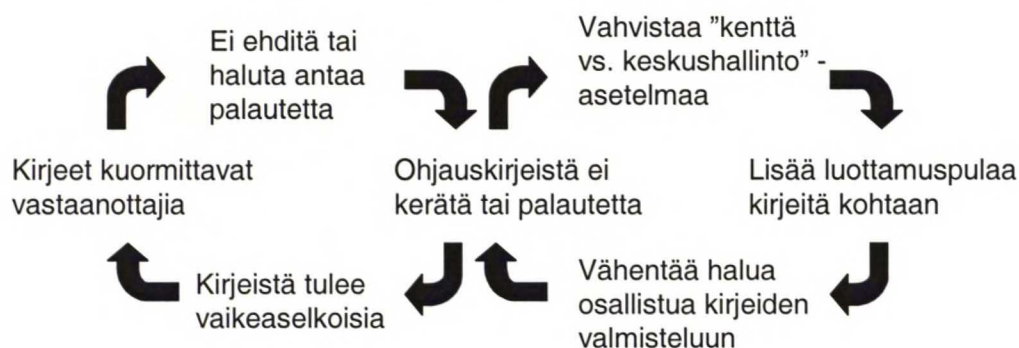 Ei ehditä tai
haluta antaa
palautetta
Vahvistaa ”kenttä
vs. keskushallinto” -
asetelmaa
Kirjeet kuormittavat
vastaanottajia
Ohjauskirjeistä ei
kerätä tai palautetta
Lisää luottamuspulaa
kirjeitä kohtaan
Kirjeistä tulee
vaikeaselkoisia
Vähentää halua
osallistua kirjeiden
valmisteluun